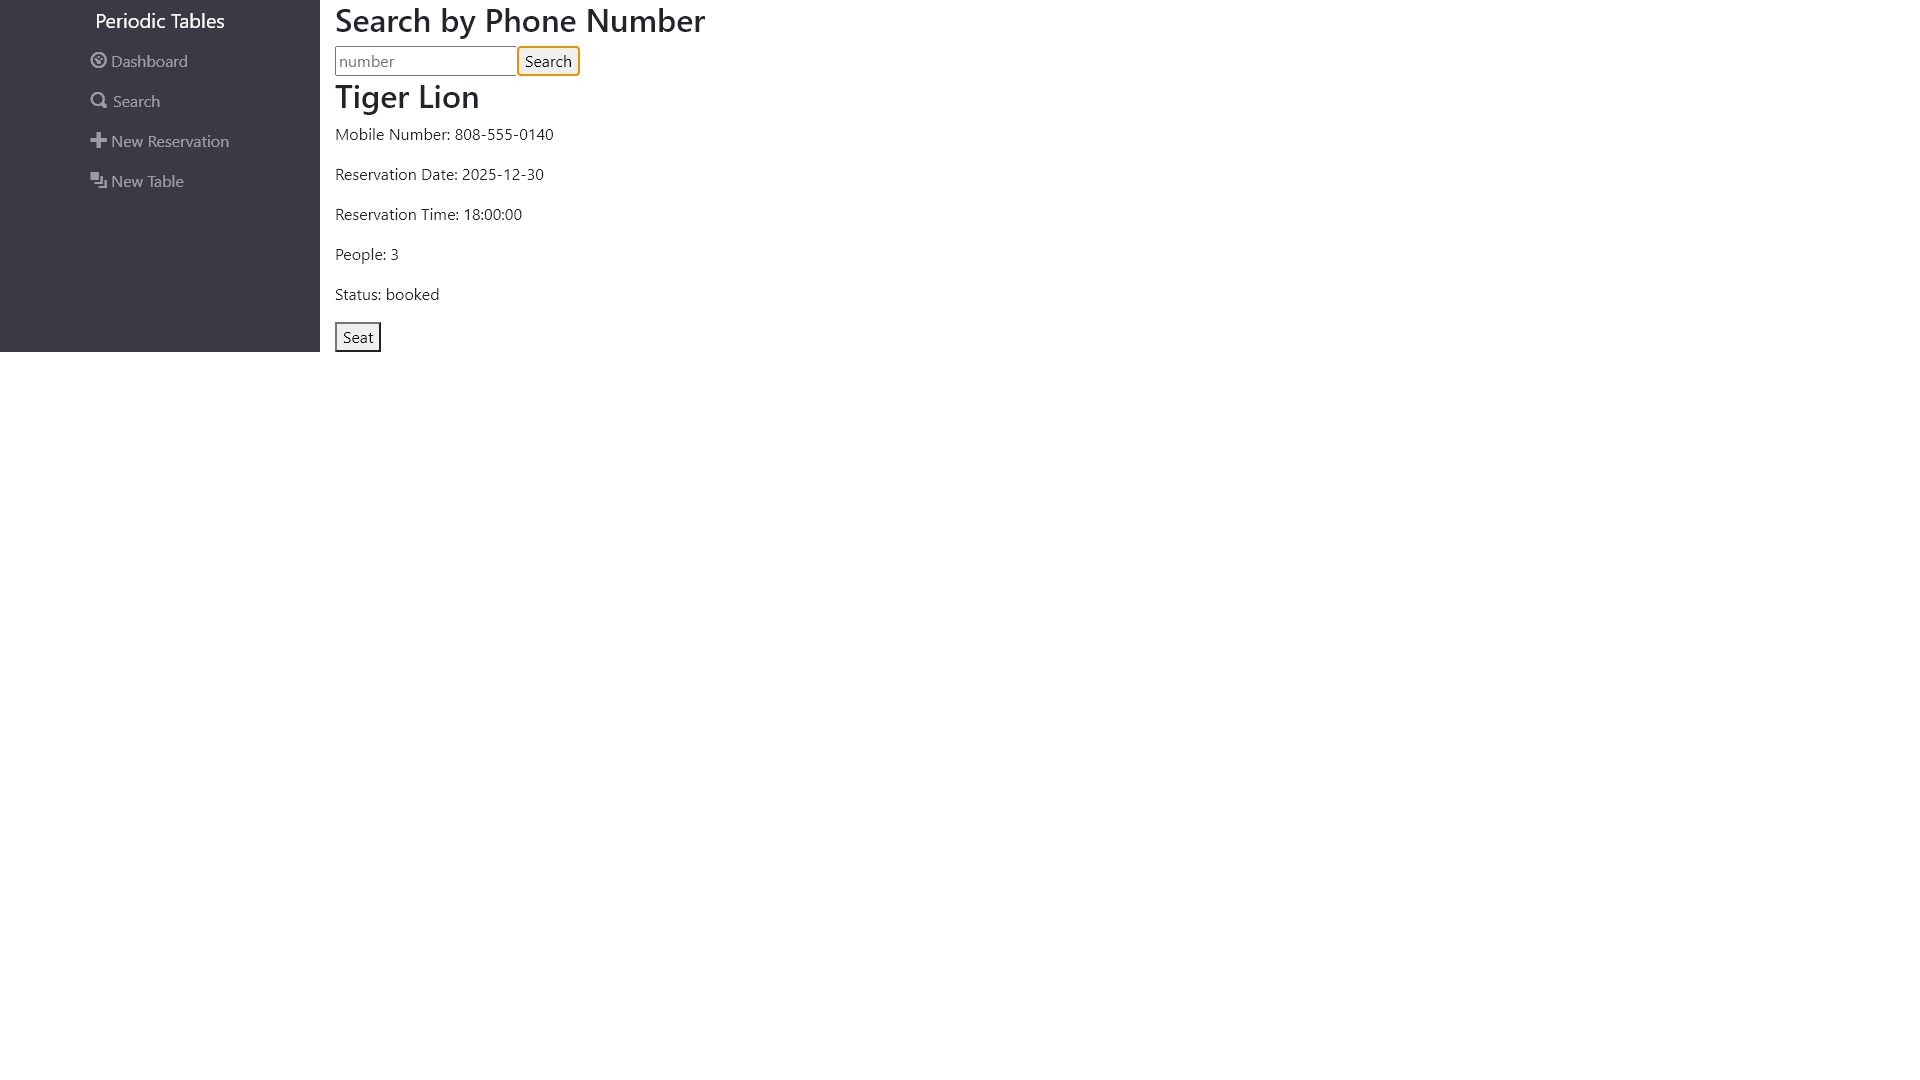 Periodic Tables
Dashboard
Search
New Reservation
New Table
Search by Phone Number
number Search
Tiger Lion
Mobile Number: 808-555-0140
Reservation Date: 2025-12-30
Reservation Time: 18:00:00
People: 3
Status: booked
Seat